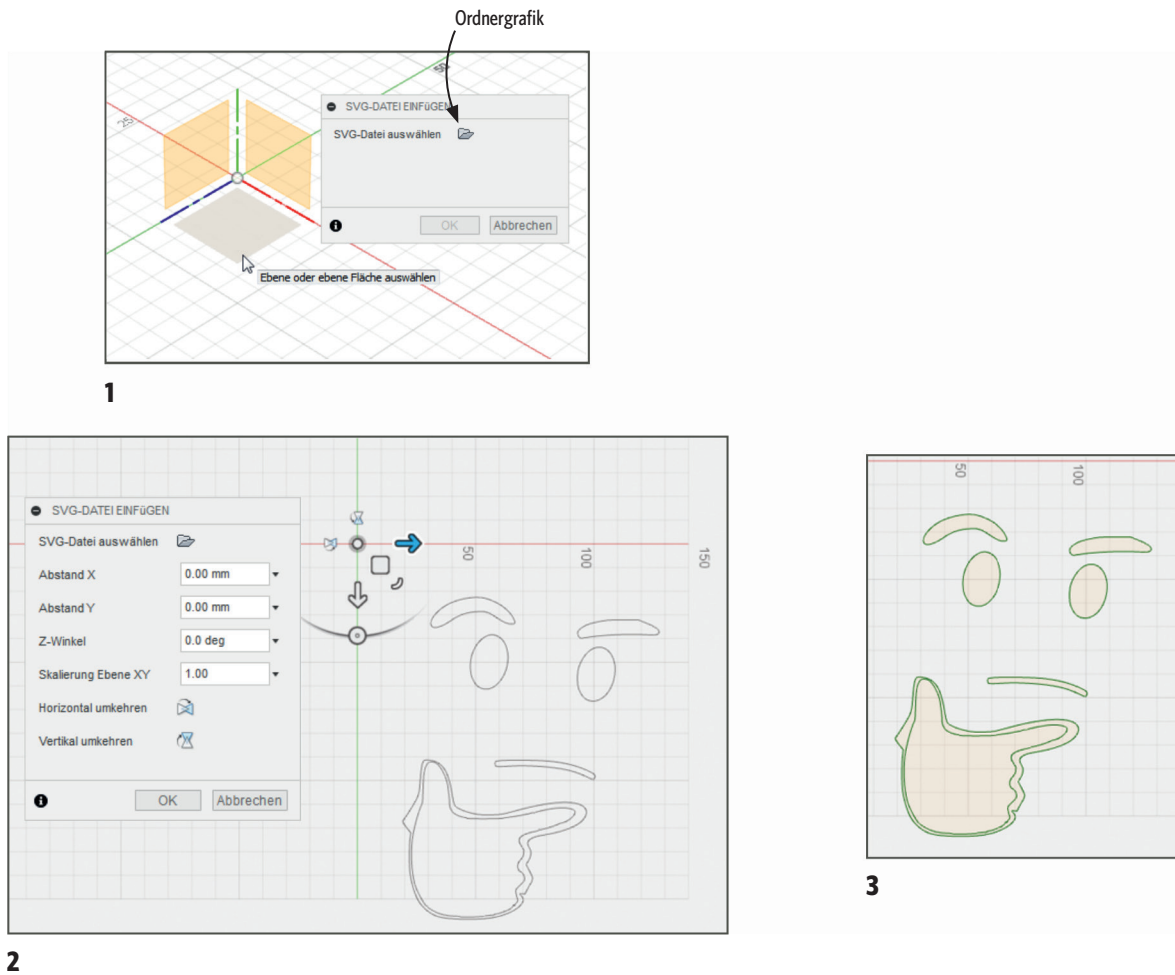 Ordnergrafik
50
25
SVG-DATEI EINFüGEN
SVG-Datei auswählen
OK
Abbrechen
Ebene oder ebene Fläche auswählen
1
SVG-DATEI EINFüGEN
SVG-Datei auswählen
Abstand X
0.00 mm
Abstand Y
0.00 mm
Z-Winkel
0.0 deg
Skalierung Ebene XY
1.00
Horizontal umkehren
Vertikal umkehren
OK
Abbrechen
50
100
150
2
50
100
3